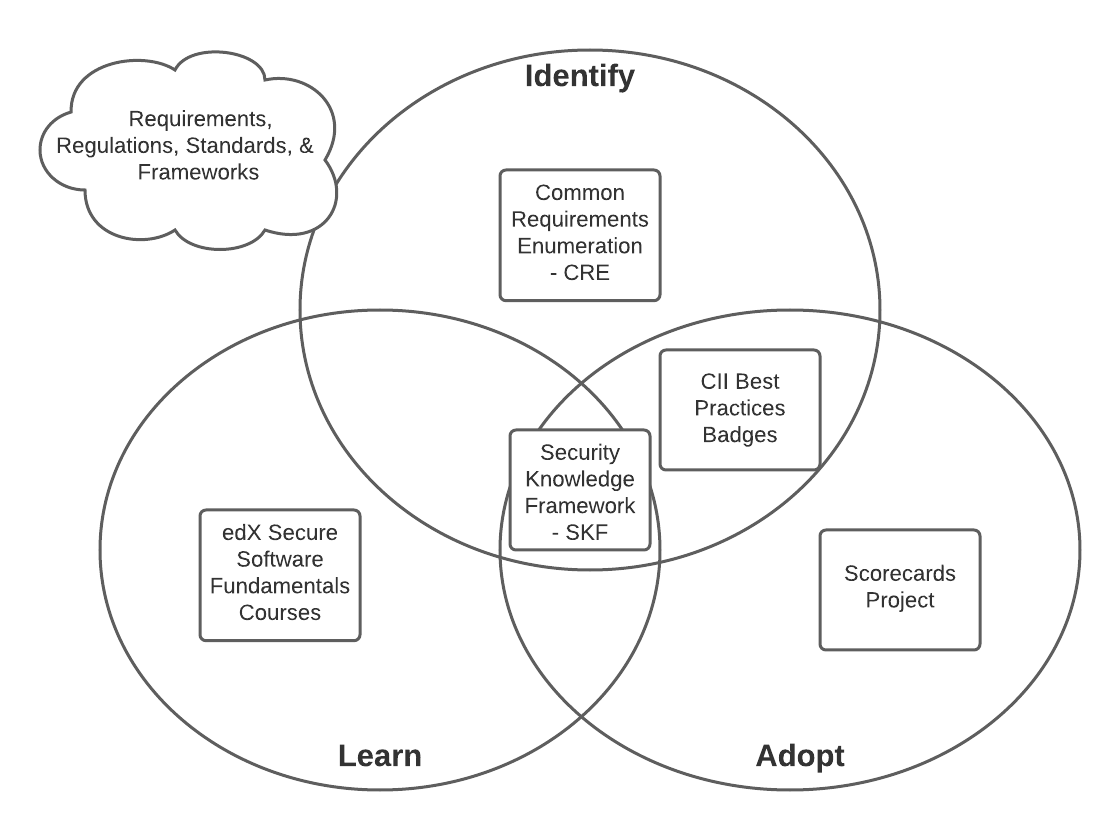 Identify
Requirements,
Regulations, Standards, &
Frameworks
Common
Requirements
Enumeration
- CRE
CII Best
Practices
Badges
Security
Knowledge
Framework
- SKF
edX Secure
Software
Fundamentals
Courses
Scorecards
Project
Learn
Adopt